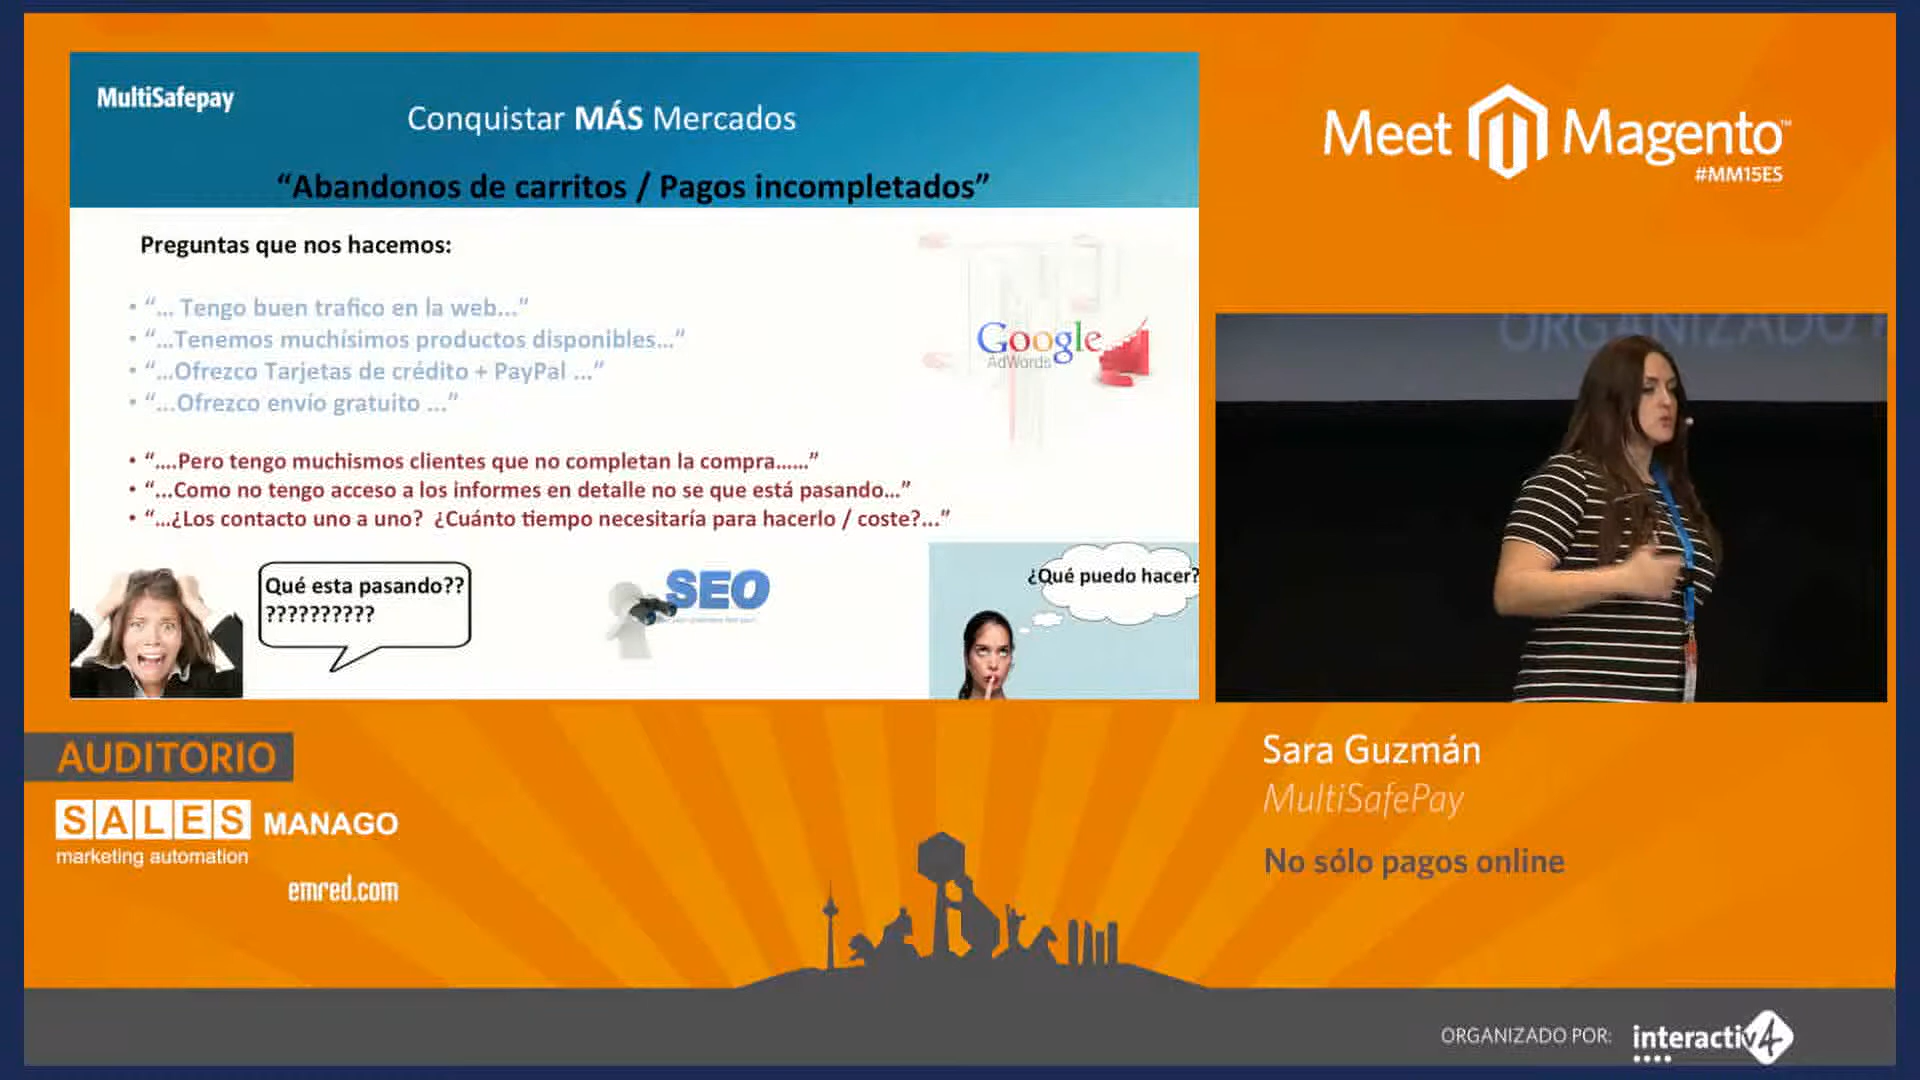 MultiSafepay
Conquistar MÁS Mercados
“Abandonos de carritos / Pagos incompletados”
Preguntas que nos hacemos:
• “... Tengo buen trafico en la web...”
• “...Tenemos muchísimos productos disponibles...”
• “...Ofrezco Tarjetas de crédito + PayPal ...”
• “...Ofrezco envío gratuito ...”
Google
AdWords
• “....Pero tengo muchismos clientes que no completan la compra......”
• “...Como no tengo acceso a los informes en detalle no se que está pasando...”
• “...¿Los contacto uno a uno? ¿Cuánto tiempo necesitaría para hacerlo / coste?...”
Qué esta pasando??
??????????
SEO
¿Qué puedo hacer?
Meet Magento™
#MM15ES
ORGANIZADO
Sara Guzmán
MultiSafePay
No sólo pagos online
AUDITORIO
SALES MANAGO
marketing automation
emred.com
ORGANIZADO POR: interactiv4